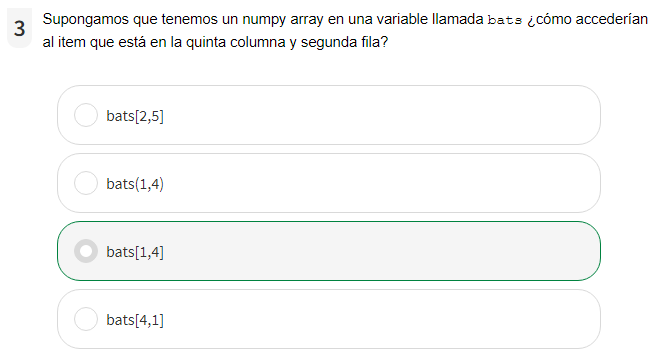 3
Supongamos que tenemos un numpy array en una variable llamada bats ¿cómo accederían
al item que está en la quinta columna y segunda fila?
bats[2,5]
bats(1,4)
bats[1,4]
bats[4,1]